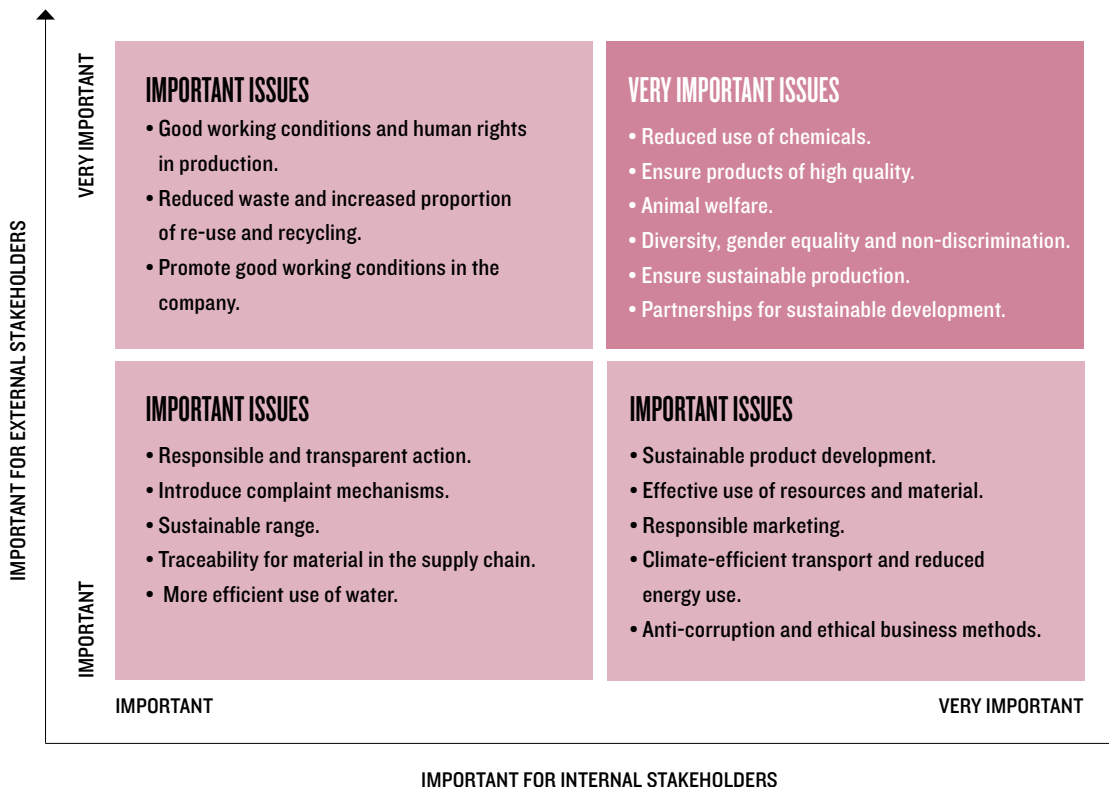 IMPORTANT FOR EXTERNAL STAKEHOLDERS
VERY IMPORTANT
IMPORTANT
IMPORTANT ISSUES
• Good working conditions and human rights
in production.
• Reduced waste and increased proportion
of re-use and recycling.
• Promote good working conditions in the
company.
VERY IMPORTANT ISSUES
• Reduced use of chemicals.
• Ensure products of high quality.
• Animal welfare.
• Diversity, gender equality and non-discrimination.
• Ensure sustainable production.
• Partnerships for sustainable development.
IMPORTANT ISSUES
• Responsible and transparent action.
• Introduce complaint mechanisms.
• Sustainable range.
• Traceability for material in the supply chain.
• More efficient use of water.
IMPORTANT ISSUES
• Sustainable product development.
• Effective use of resources and material.
• Responsible marketing.
• Climate-efficient transport and reduced
energy use.
• Anti-corruption and ethical business methods.
IMPORTANT
VERY IMPORTANT
IMPORTANT FOR INTERNAL STAKEHOLDERS